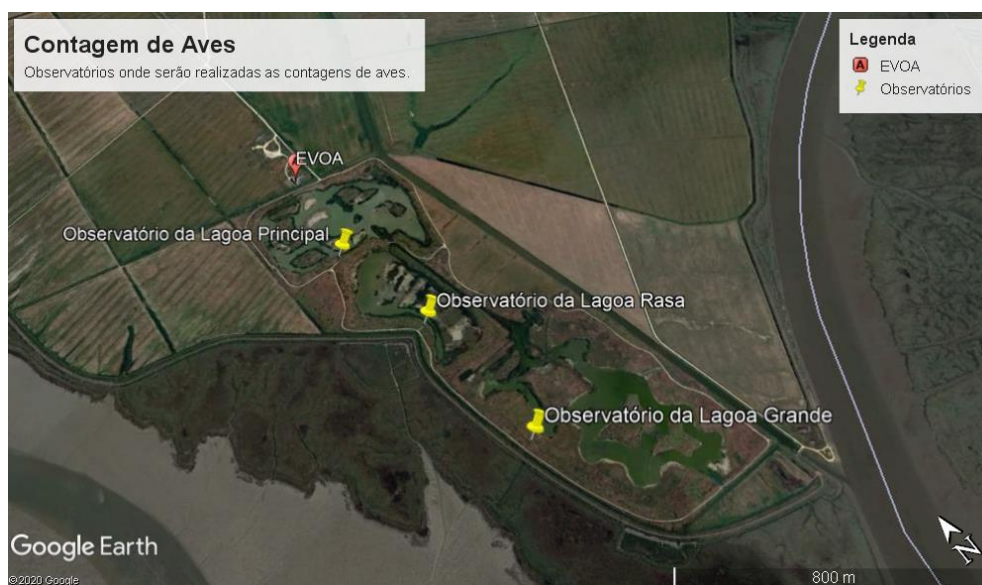 Contagem de Aves
Observatórios onde serão realizadas as contagens de aves.
Legenda
A EVOA
Observatórios
EVOA
Observatório da Lagoa Principal
Observatório da Lagoa Rasa
Observatório da Lagoa Grande
Google Earth
©2020 Google
800 m
N